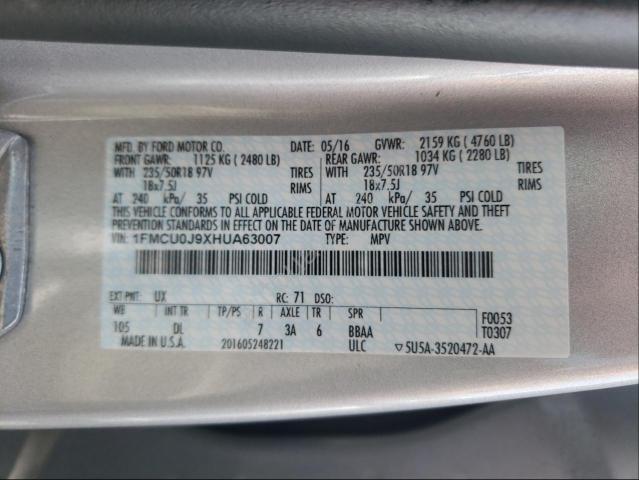 MFD. BY FORD MOTOR CO. 05/16 GVWR: 2159 KG ( 4760 LB)
FRONT GAWR: 1125 KG ( 2480 LB) REAR GAWR: 1034 KG ( 2280 LB)
WITH 235/50R18 97V TIRES WITH 235/50R18 97V TIRES
18x7.5J RIMS 18x7.5J RIMS
AT 240 kPa/ 35 PSI COLD AT 240 kPa/ 35 PSI COLD
THIS VEHICLE CONFORMS TO ALL APPLICABLE FEDERAL MOTOR VEHICLE SAFETY AND THEFT
PREVENTION STANDARDS IN EFFECT ON THE DATE OF MANUFACTURE SHOWN ABOVE.
VIN: 1FMCU0J9XHUA63007 TYPE: MPV
EXT PNT: UX RC: 71 DSO: F0053
WB INT TR TP/PS R AXLE TR SPR T0307
105 DL 7 3A 6 BBAA
MADE IN U.S.A. 201605248221 ULC 5U5A-3520472-AA